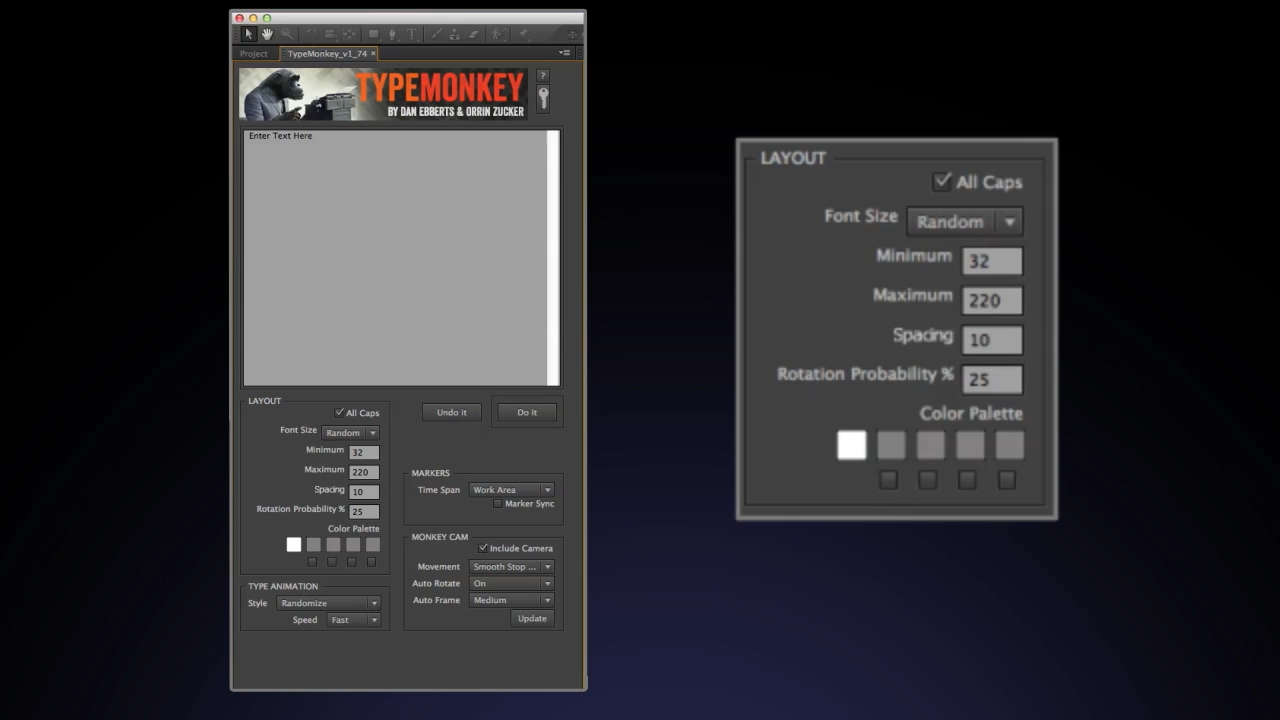 Project
TypeMonkey_v1_74 ×
TYPEMONKEY
BY DAN EBBERTS & ORRIN ZUCKER
?
Enter Text Here
LAYOUT
All Caps
Font Size Random
Minimum 32
Maximum 220
Spacing 10
Rotation Probability % 25
Color Palette
TYPE ANIMATION
Style Randomize
Speed Fast
Undo it
Do it
MARKERS
Time Span Work Area
Marker Sync
MONKEY CAM
Include Camera
Movement Smooth Stop ...
Auto Rotate On
Auto Frame Medium
Update
LAYOUT
All Caps
Font Size Random
Minimum 32
Maximum 220
Spacing 10
Rotation Probability % 25
Color Palette